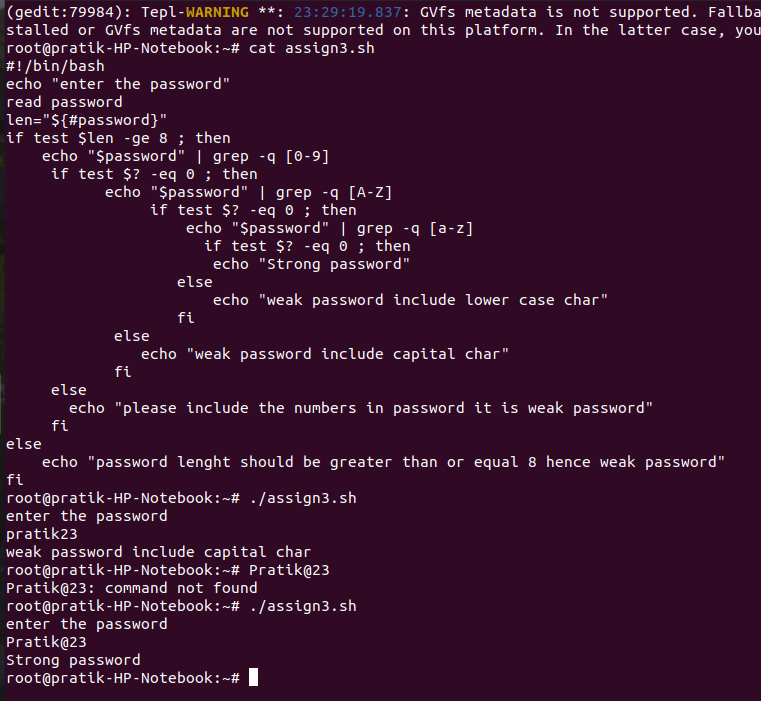 (gedit:79984): Tepl-WARNING **: 23:29:19.837: GVfs metadata is not supported. Fallba
stalled or GVfs metadata are not supported on this platform. In the latter case, you
root@pratik-HP-Notebook:~# cat assign3.sh
#!/bin/bash
echo "enter the password"
read password
len="${#password}"
if test $len -ge 8 ; then
    echo "$password" | grep -q [0-9]
     if test $? -eq 0 ; then
           echo "$password" | grep -q [A-Z]
                if test $? -eq 0 ; then
                    echo "$password" | grep -q [a-z]
                      if test $? -eq 0 ; then
                       echo "Strong password"
                   else
                       echo "weak password include lower case char"
                   fi
            else
               echo "weak password include capital char"
            fi
     else
       echo "please include the numbers in password it is weak password"
     fi
else
    echo "password lenght should be greater than or equal 8 hence weak password"
fi
root@pratik-HP-Notebook:~# ./assign3.sh
enter the password
pratik23
weak password include capital char
root@pratik-HP-Notebook:~# Pratik@23
Pratik@23: command not found
root@pratik-HP-Notebook:~# ./assign3.sh
enter the password
Pratik@23
Strong password
root@pratik-HP-Notebook:~#